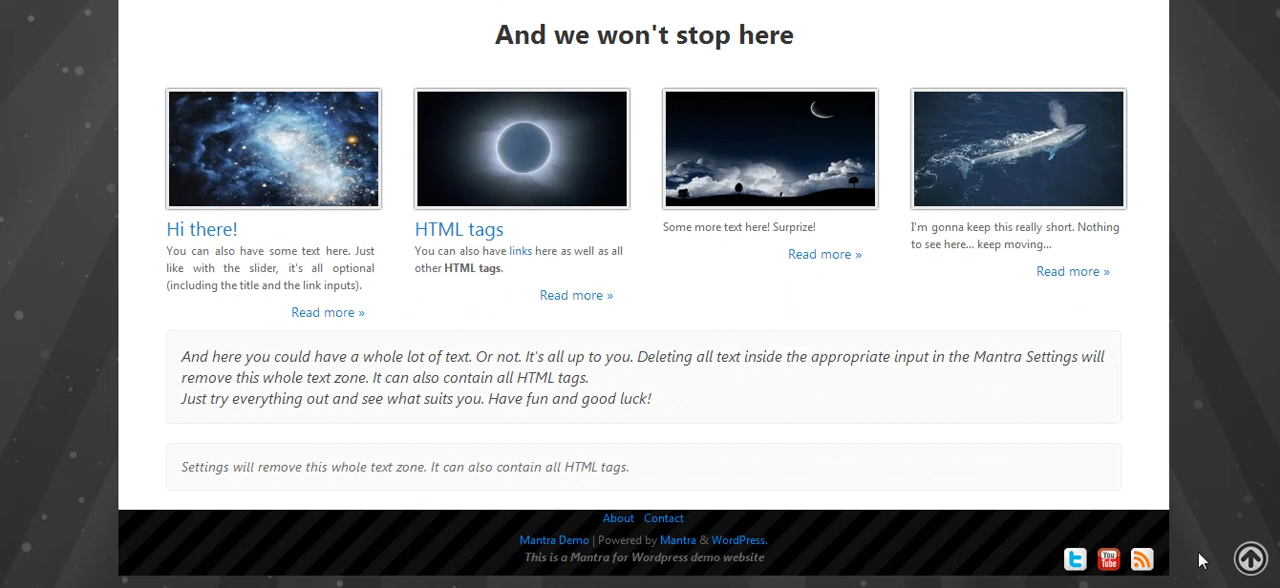 And we won't stop here
Hi there!
You can also have some text here. Just
like with the slider, it's all optional
(including the title and the link inputs).
Read more »
HTML tags
You can also have links here as well as all
other HTML tags.
Read more »
Some more text here! Surprize!
Read more »
I'm gonna keep this really short. Nothing
to see here... keep moving...
Read more »
And here you could have a whole lot of text. Or not. It's all up to you. Deleting all text inside the appropriate input in the Mantra Settings will
remove this whole text zone. It can also contain all HTML tags.
Just try everything out and see what suits you. Have fun and good luck!
Settings will remove this whole text zone. It can also contain all HTML tags.
About Contact
Mantra Demo | Powered by Mantra & WordPress.
This is a Mantra for Wordpress demo website
You Tube